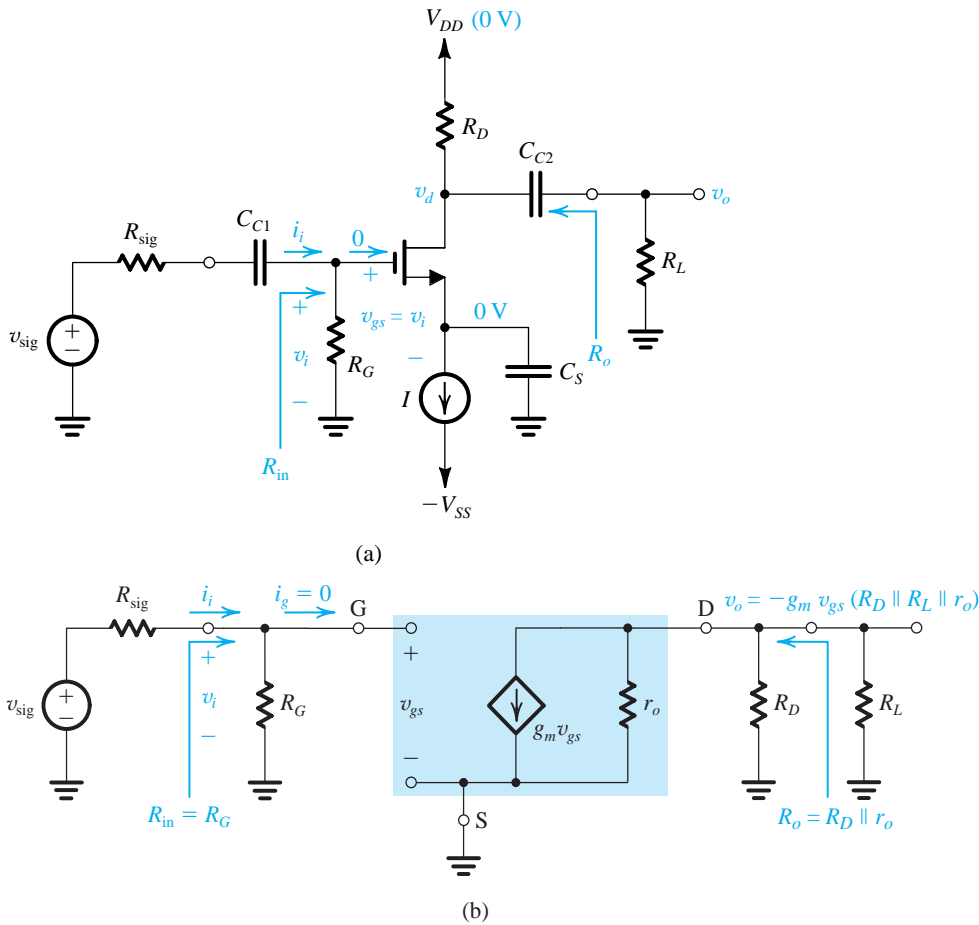 V_DD (0 V)
R_D
C_C2
v_d
v_o
C_C1
i_i
0
R_sig
+
R_L
+
v_gs = v_i
0 V
+
−
v_sig
v_i
R_G
−
C_S
R_o
−
I
R_in
−V_SS
(a)
R_sig
i_i
i_g = 0
G
D
v_o = −g_m v_gs (R_D ∥ R_L ∥ r_o)
+
+
+
−
v_sig
v_i
R_G
v_gs
g_m v_gs
r_o
R_D
R_L
−
−
R_in = R_G
S
R_o = R_D ∥ r_o
(b)